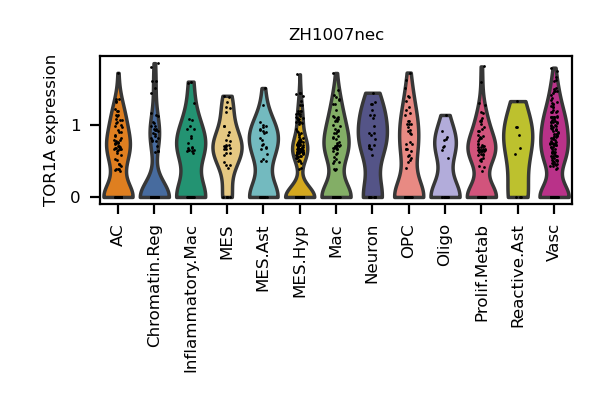 ZH1007nec
TOR1A expression
1
0
AC
Chromatin.Reg
Inflammatory.Mac
MES
MES.Ast
MES.Hyp
Mac
Neuron
OPC
Oligo
Prolif.Metab
Reactive.Ast
Vasc